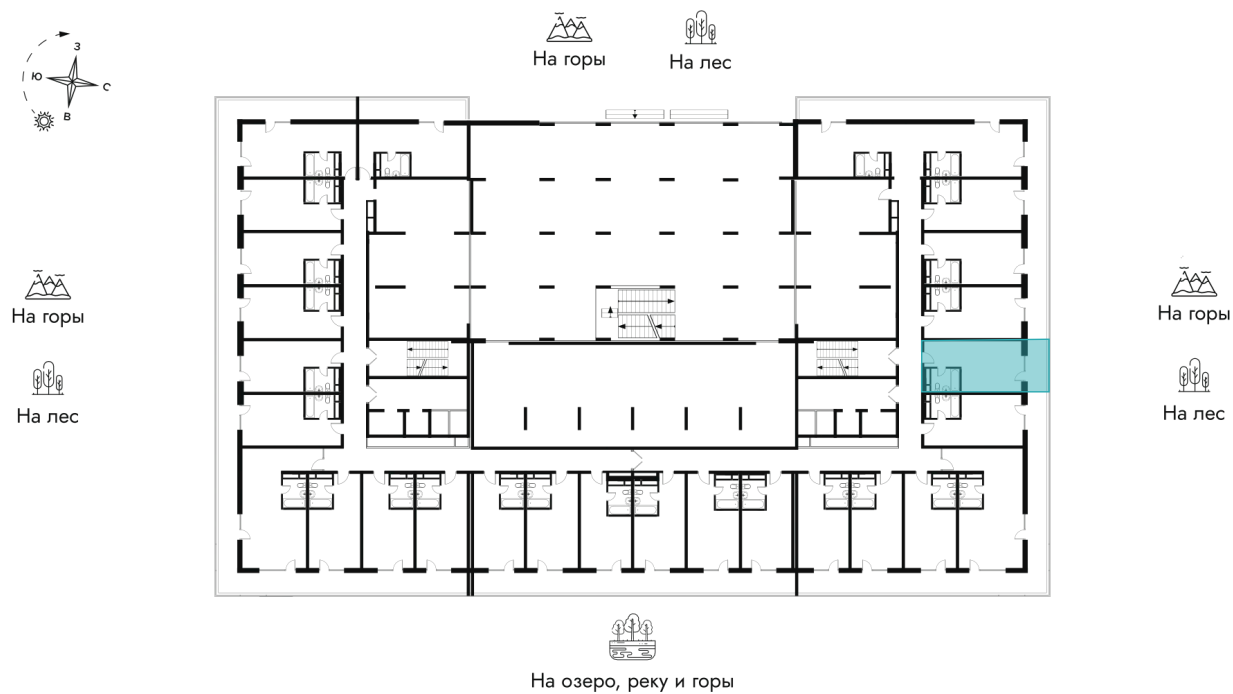 На горы
На лес
З
Ю
С
В
На горы
На лес
На горы
На лес
На озеро, реку и горы